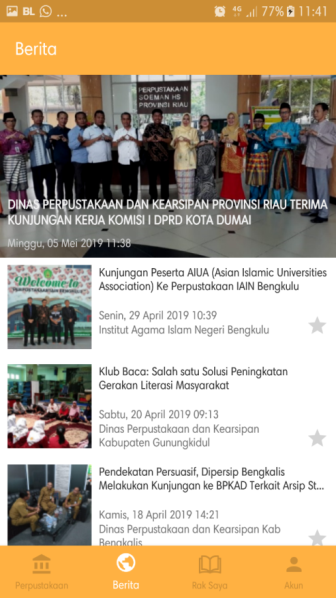 BL ... 4G 77% 11:41
Berita
PERPUSTAKAAN
SOEMAN HS
PROVINSI RIAU
DINAS PERPUSTAKAAN DAN KEARSIPAN PROVINSI RIAU TERIMA
KUNJUNGAN KERJA KOMISI I DPRD KOTA DUMAI
Minggu, 05 Mei 2019 11:38
Welcome to
Kunjungan Peserta AIUA (Asian Islamic Universities
Association) Ke Perpustakaan IAIN Bengkulu
Senin, 29 April 2019 10:39
Institut Agama Islam Negeri Bengkulu
Klub Baca: Salah satu Solusi Peningkatan
Gerakan Literasi Masyarakat
Sabtu, 20 April 2019 09:13
Dinas Perpustakaan dan Kearsipan
Kabupaten Gunungkidul
Pendekatan Persuasif, Dipersip Bengkalis
Melakukan Kunjungan ke BPKAD Terkait Arsip St...
Kamis, 18 April 2019 14:21
Dinas Perpustakaan dan Kearsipan Kab
Bengkalis
Perpustakaan Berita Rak Saya Akun